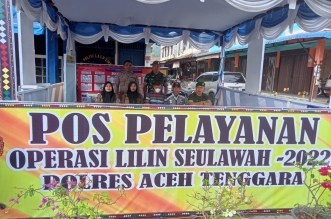 POS PELAYANAN
OPERASI LILIN SEULAWAH -2022
POLRES ACEH TENGGARA